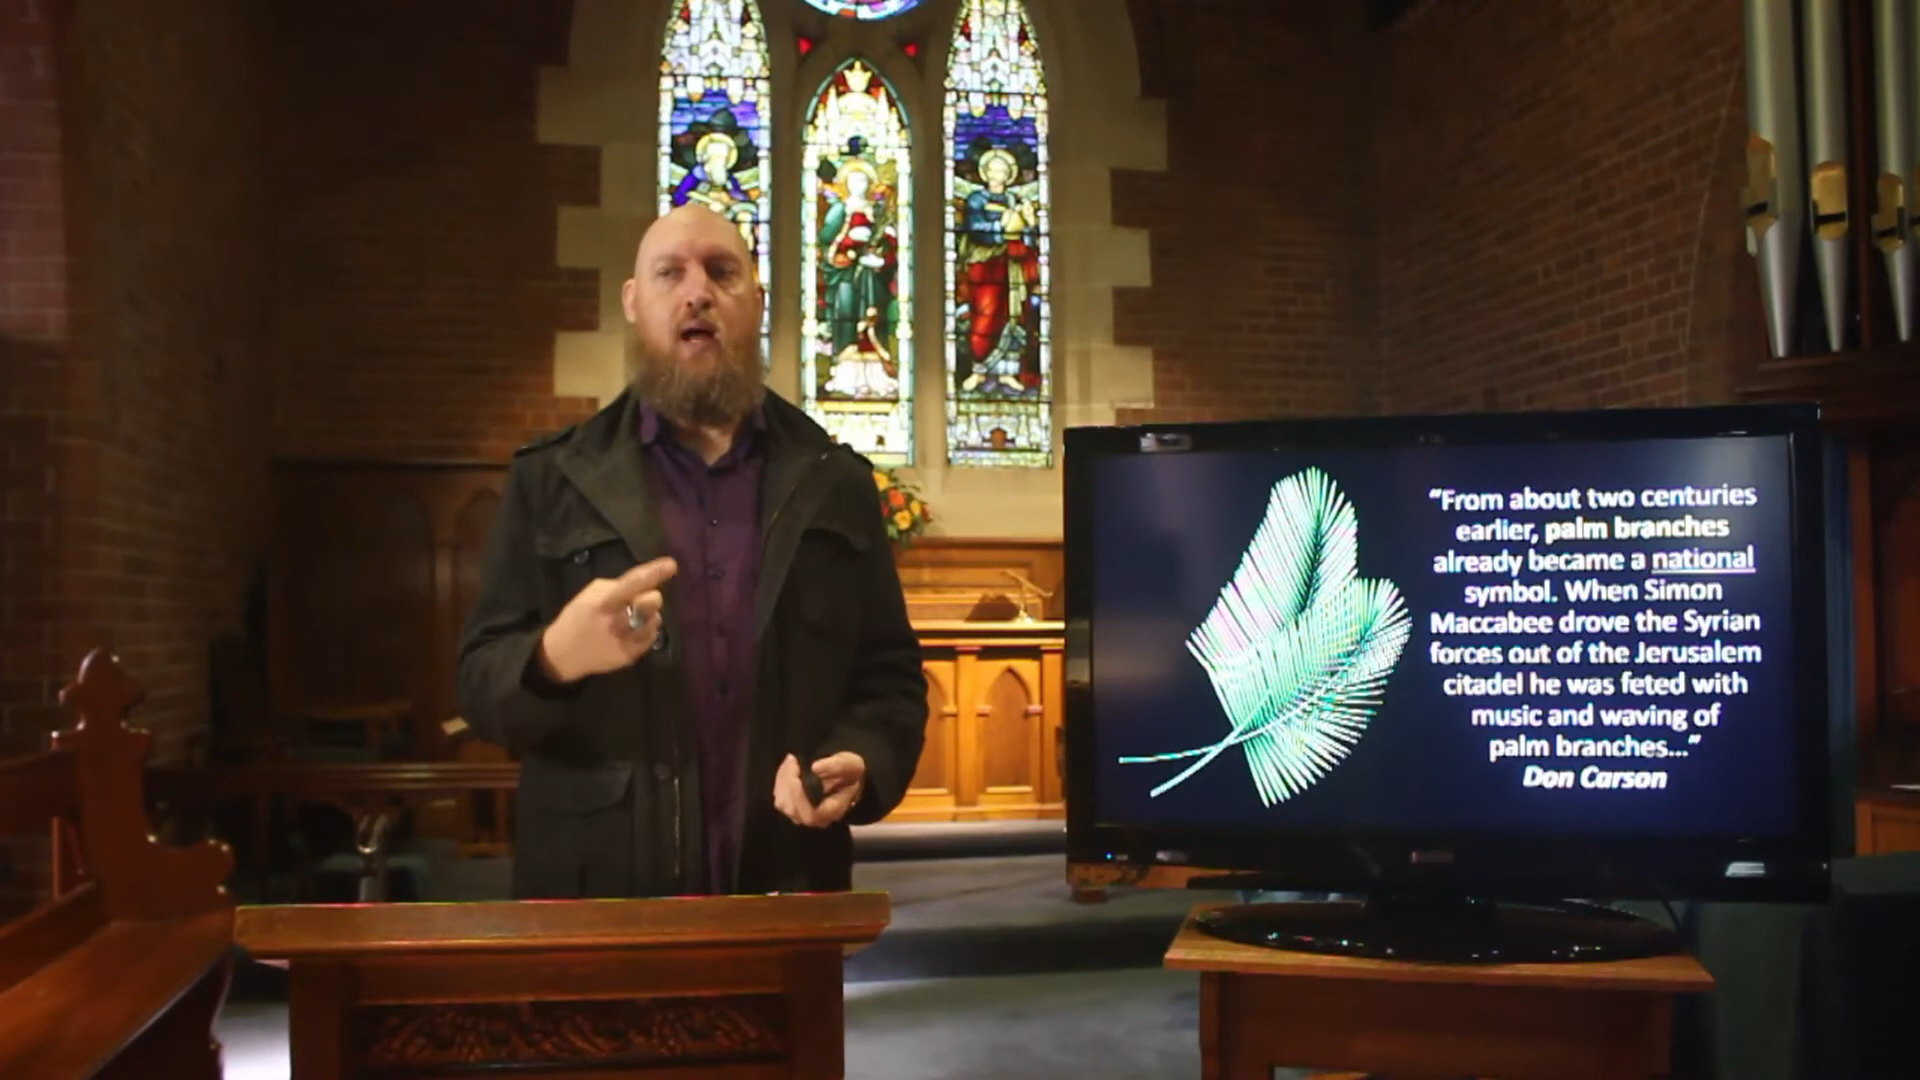 “From about two centuries
earlier, palm branches
already became a national
symbol. When Simon
Maccabee drove the Syrian
forces out of the Jerusalem
citadel he was feted with
music and waving of
palm branches...”
Don Carson